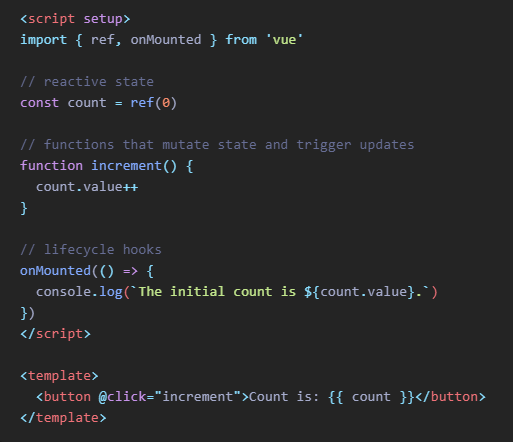 <script setup>
import { ref, onMounted } from 'vue'

// reactive state
const count = ref(0)

// functions that mutate state and trigger updates
function increment() {
  count.value++
}

// lifecycle hooks
onMounted(() => {
  console.log(`The initial count is ${count.value}.`)
})
</script>

<template>
  <button @click="increment">Count is: {{ count }}</button>
</template>